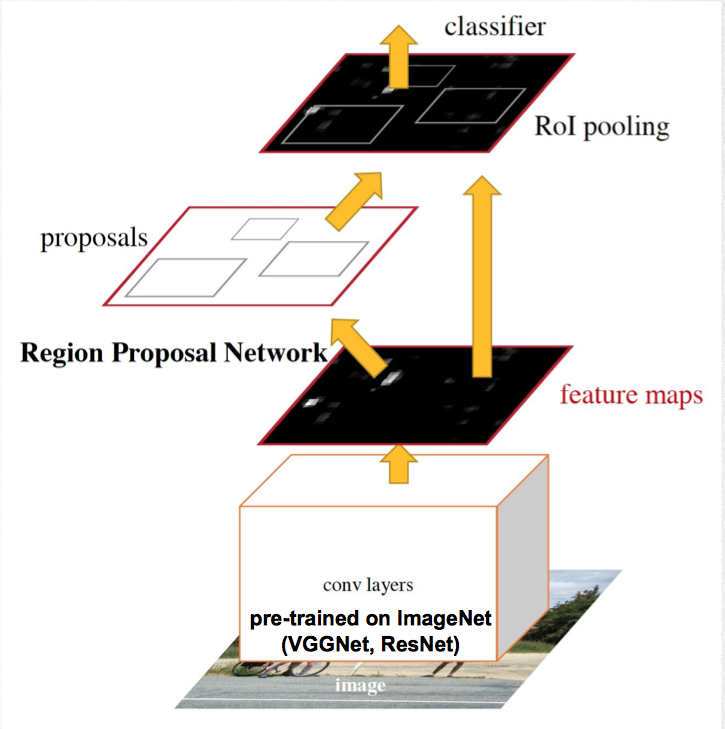 classifier
RoI pooling
proposals
Region Proposal Network
feature maps
conv layers
pre-trained on ImageNet
(VGGNet, ResNet)
image